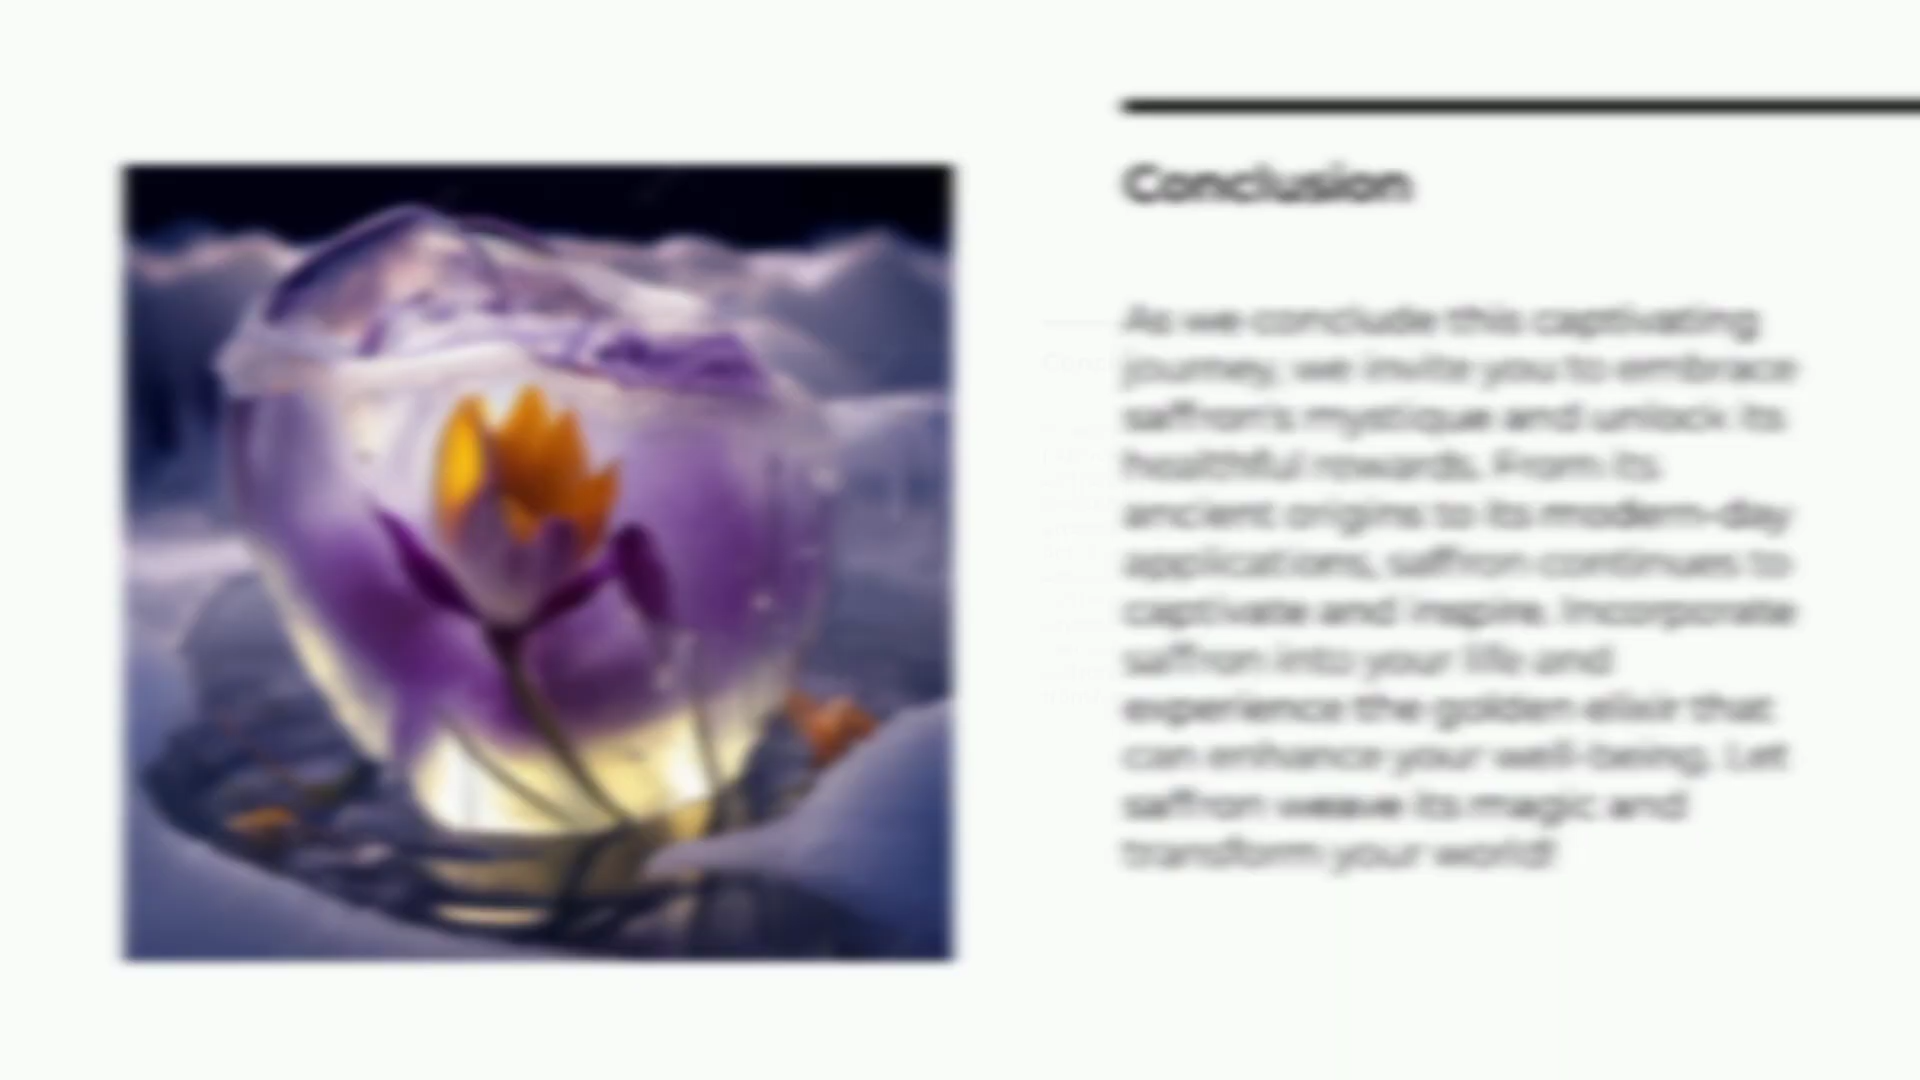 Conclusion
As we conclude this captivating
journey, we invite you to embrace
saffron's mystique and unlock its
healthful rewards. From its
ancient origins to its modern-day
applications, saffron continues to
captivate and inspire. Incorporate
saffron into your life and
experience the golden elixir that
can enhance your well-being. Let
saffron weave its magic and
transform your world!